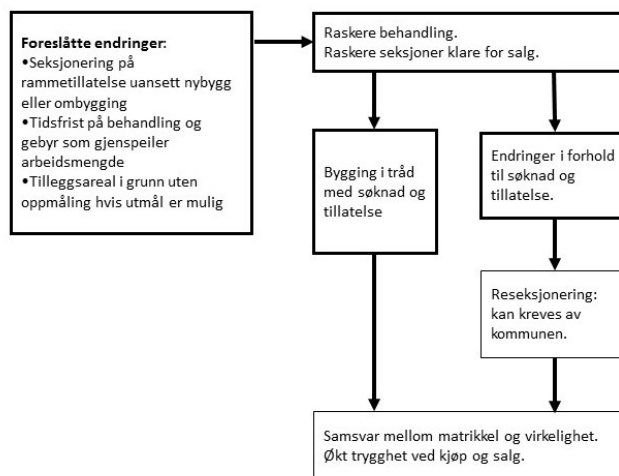 Foreslåtte endringer:
•Seksjonering på
rammetillatelse uansett nybygg
eller ombygging
•Tidsfrist på behandling og
gebyr som gjenspeiler
arbeidsmengde
•Tilleggsareal i grunn uten
oppmåling hvis utmål er mulig
Raskere behandling.
Raskere seksjoner klare for salg.
Bygging i tråd
med søknad og
tillatelse
Endringer i forhold
til søknad og
tillatelse.
Reseksjonering:
kan kreves av
kommunen.
Samsvar mellom matrikkel og virkelighet.
Økt trygghet ved kjøp og salg.